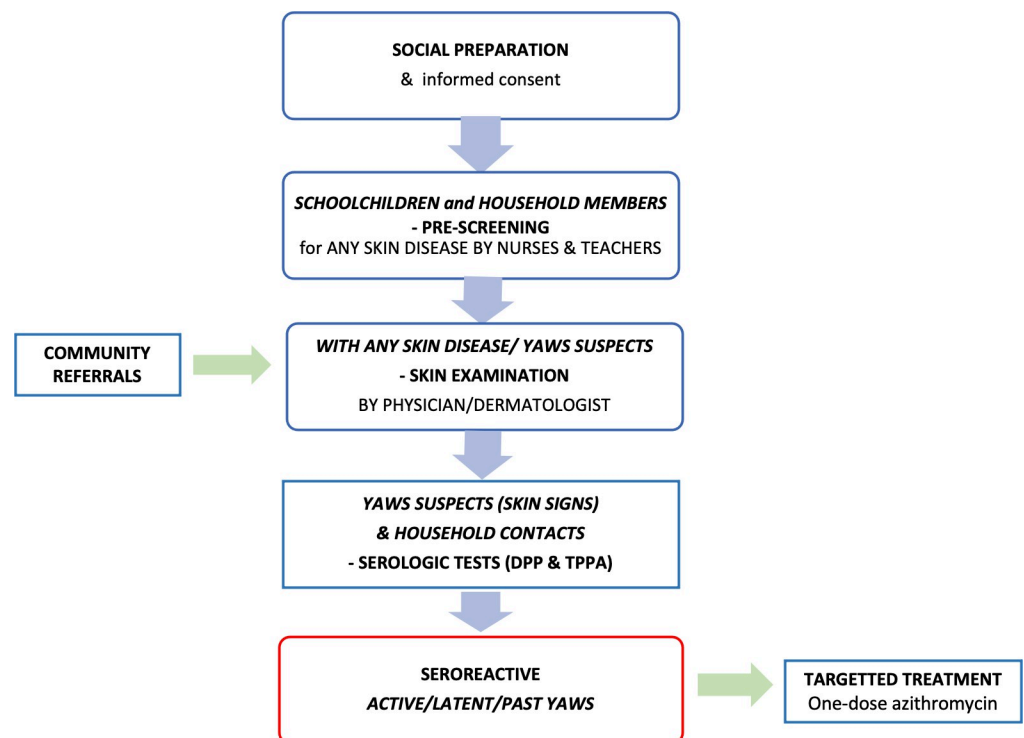 SOCIAL PREPARATION
& informed consent
SCHOOLCHILDREN and HOUSEHOLD MEMBERS
- PRE-SCREENING
for ANY SKIN DISEASE BY NURSES & TEACHERS
COMMUNITY
REFERRALS
WITH ANY SKIN DISEASE/ YAWS SUSPECTS
- SKIN EXAMINATION
BY PHYSICIAN/DERMATOLOGIST
YAWS SUSPECTS (SKIN SIGNS)
& HOUSEHOLD CONTACTS
- SEROLOGIC TESTS (DPP & TPPA)
SEROREACTIVE
ACTIVE/LATENT/PAST YAWS
TARGETTED TREATMENT
One-dose azithromycin